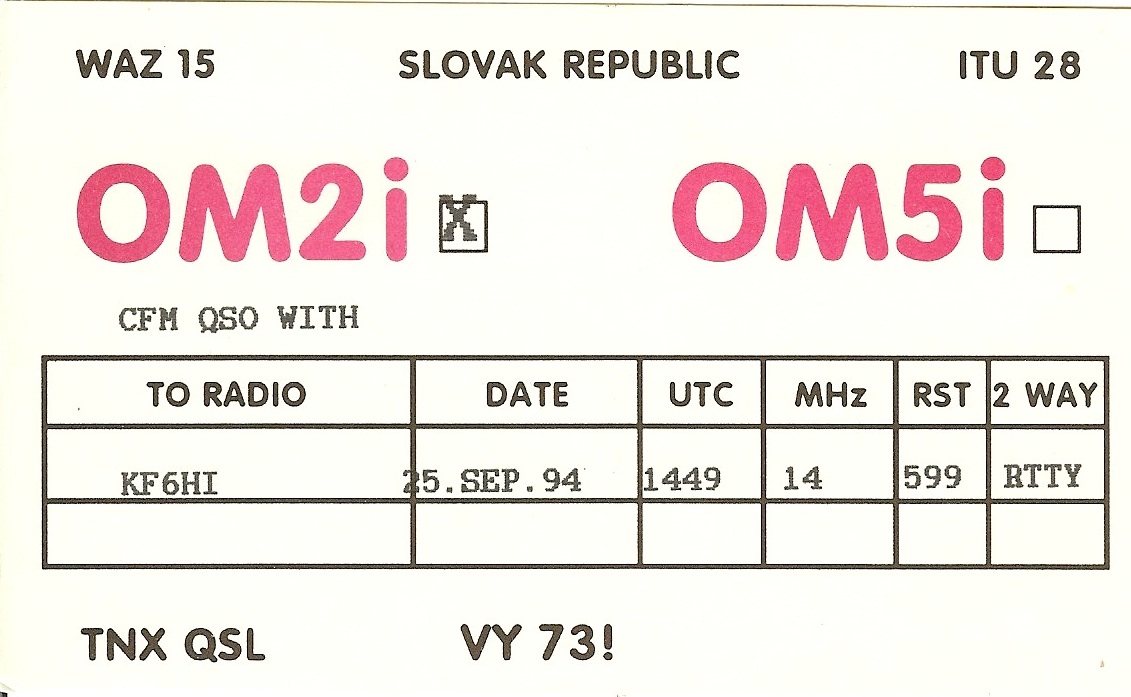 WAZ 15 SLOVAK REPUBLIC ITU 28
OM2i X OM5i
CFM QSO WITH
TO RADIO DATE UTC MHz RST 2 WAY
KF6HI 25.SEP.94 1449 14 599 RTTY
TNX QSL VY 73!